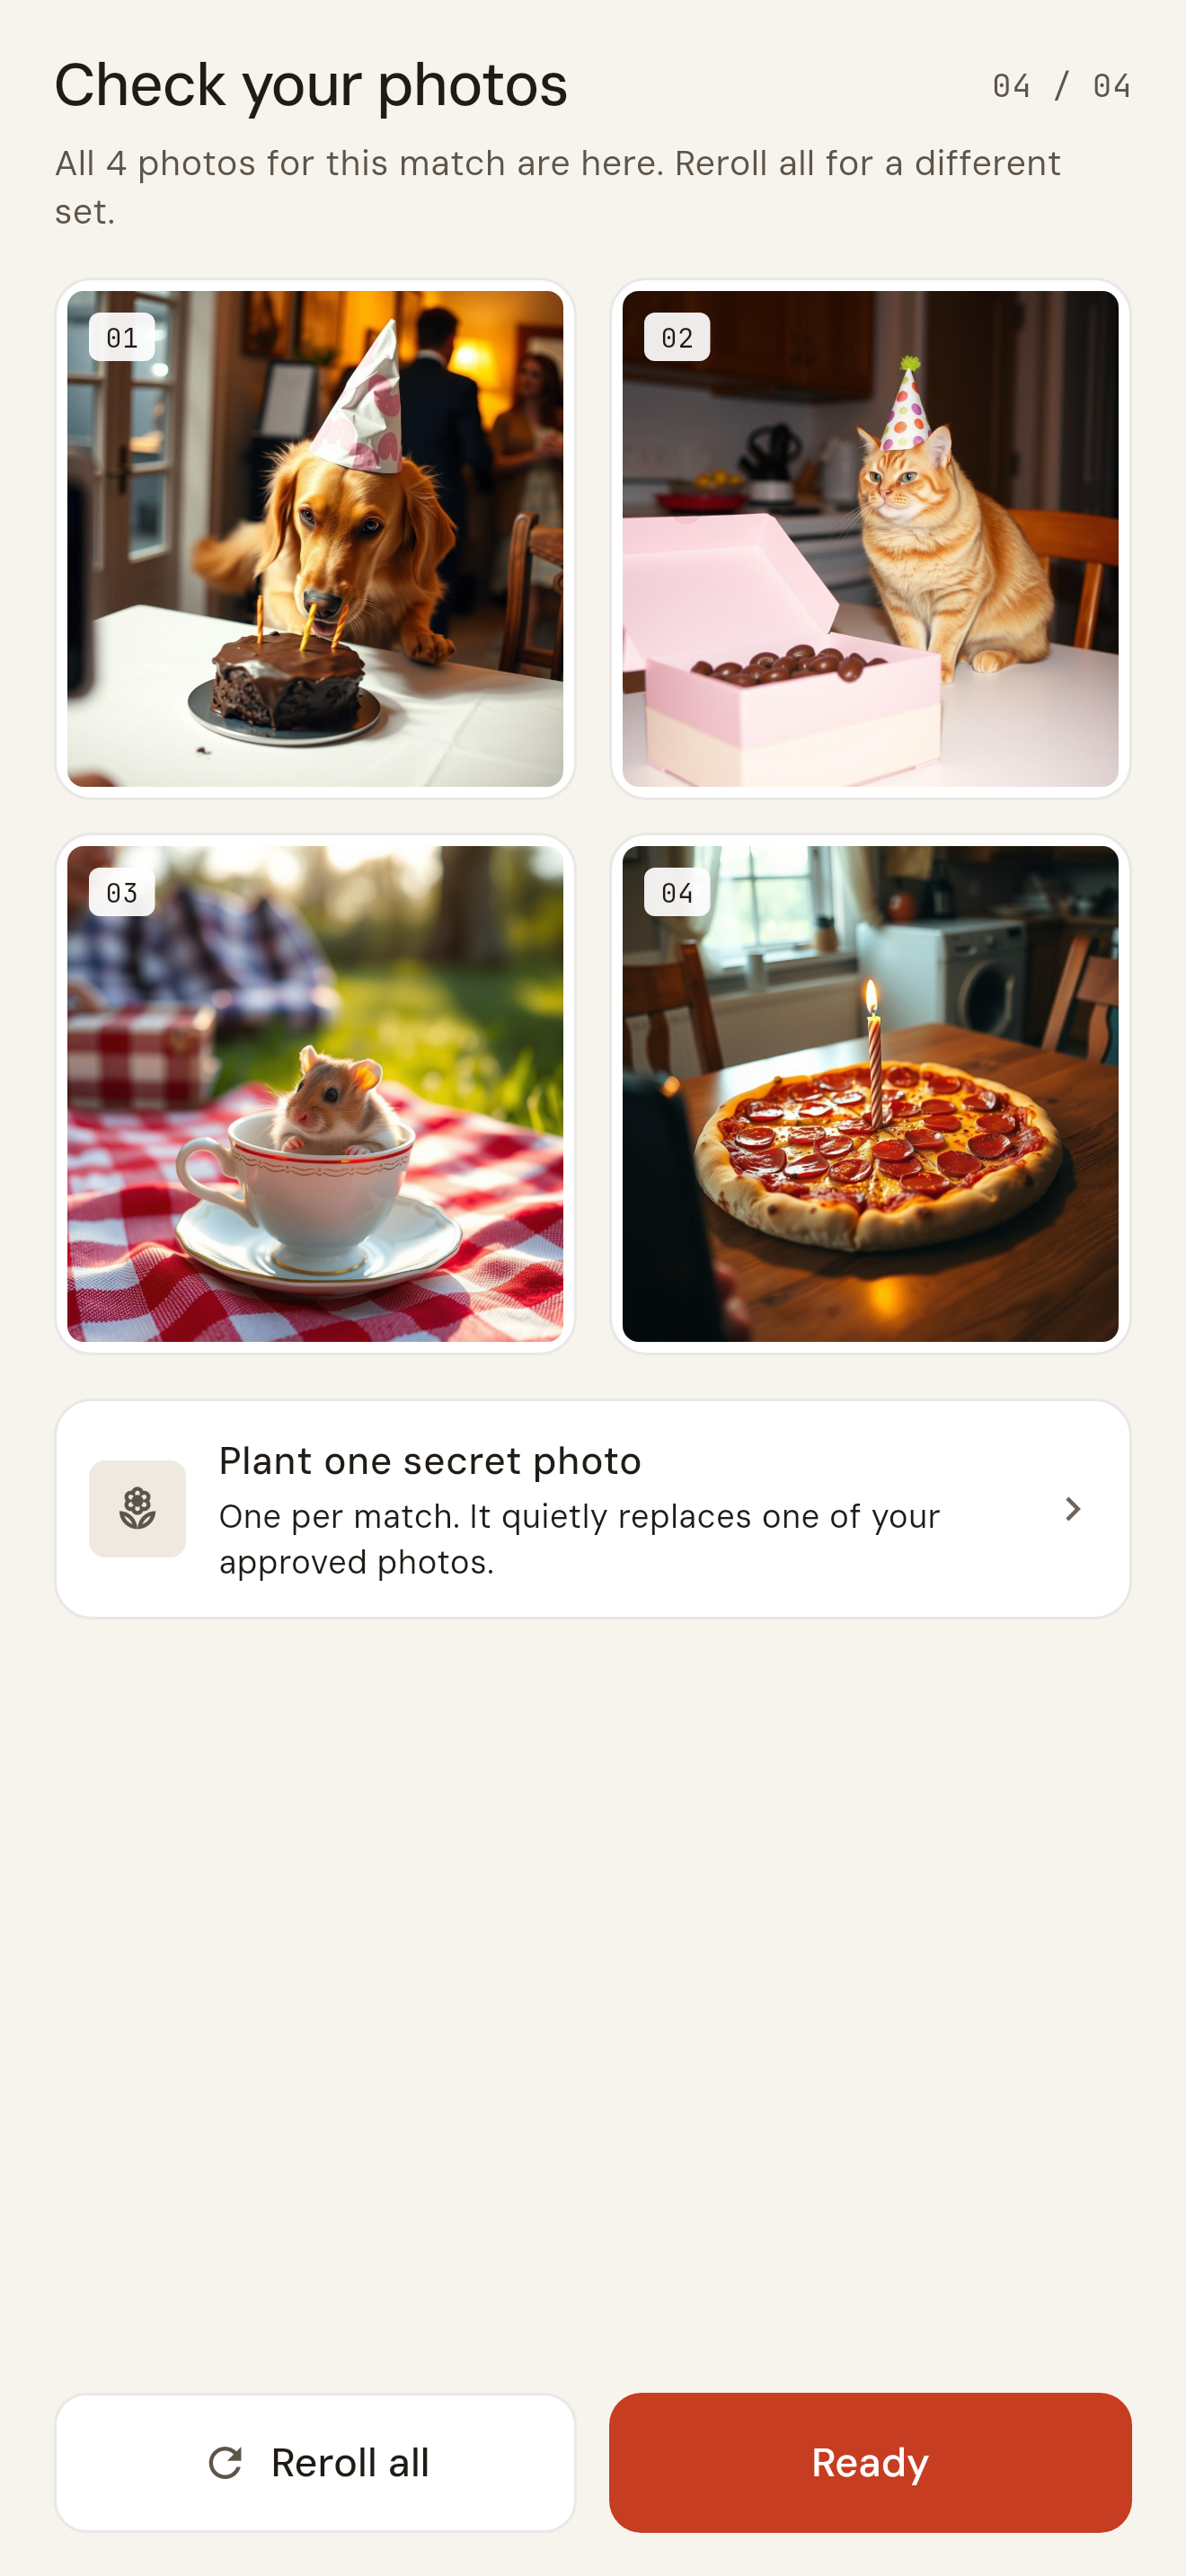 Check your photos
04 / 04
All 4 photos for this match are here. Reroll all for a different
set.
01
02
03
04
Plant one secret photo
One per match. It quietly replaces one of your
approved photos.
Reroll all
Ready